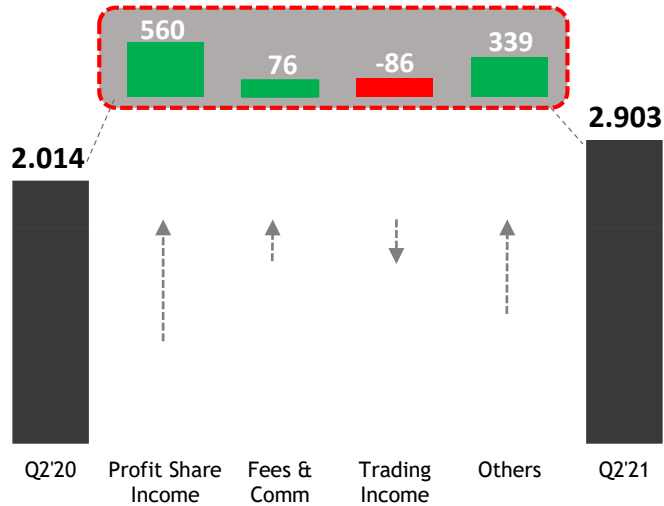 560
76
-86
339
2.014
2.903
Q2'20
Profit Share
Income
Fees &
Comm
Trading
Income
Others
Q2'21